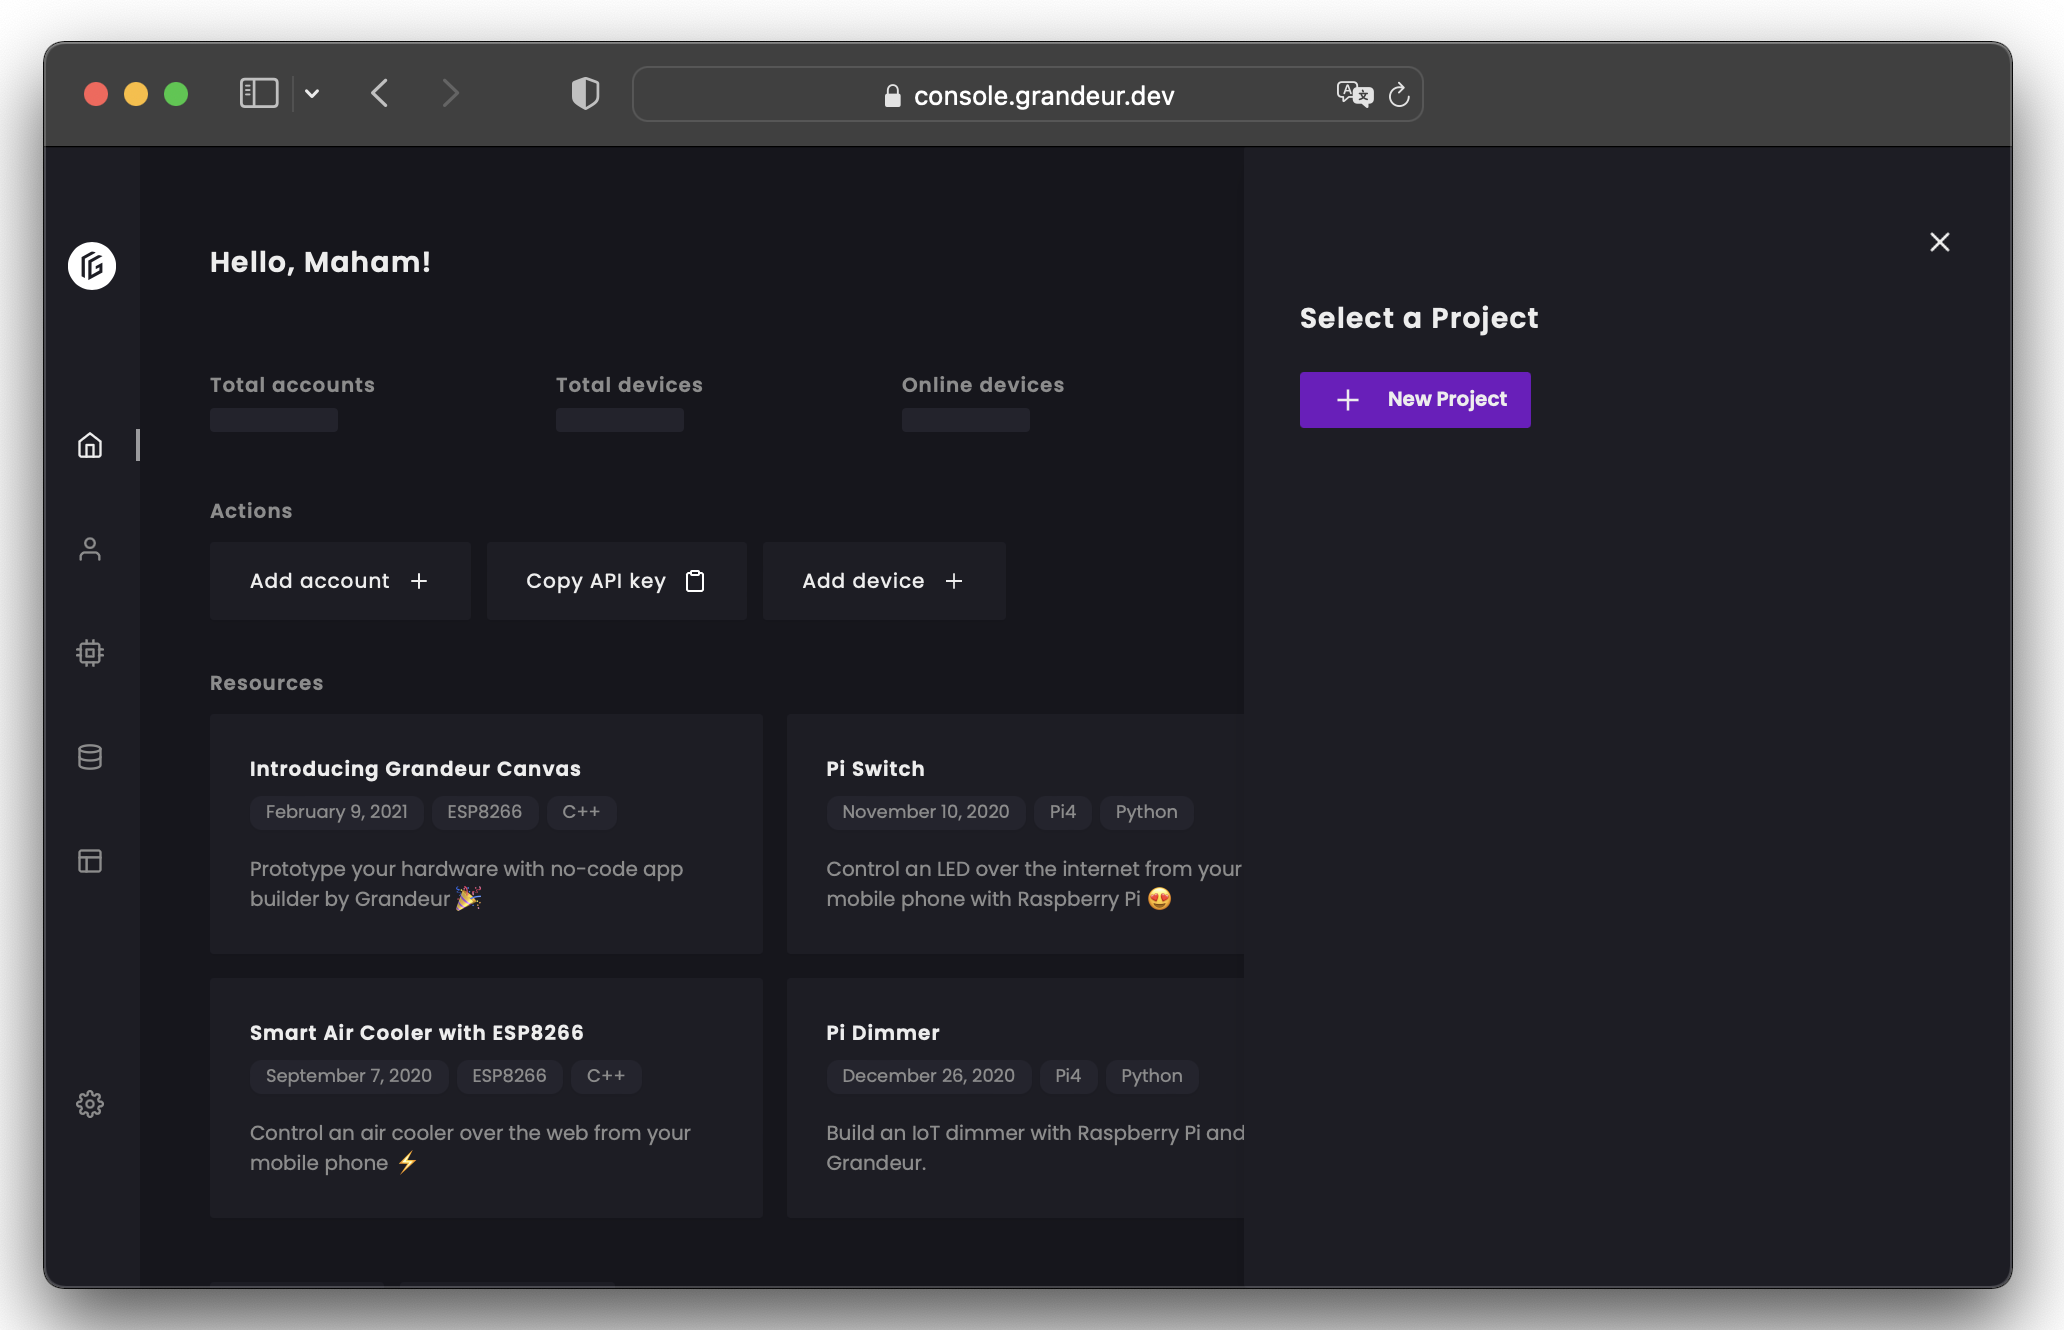 console.grandeur.dev
Hello, Maham!
Total accounts
Total devices
Online devices
Actions
Add account
Copy API key
Add device
Resources
Introducing Grandeur Canvas
February 9, 2021
ESP8266
C++
Prototype your hardware with no-code app
builder by Grandeur 🎉
Pi Switch
November 10, 2020
Pi4
Python
Control an LED over the internet from your
mobile phone with Raspberry Pi 😍
Smart Air Cooler with ESP8266
September 7, 2020
ESP8266
C++
Control an air cooler over the web from your
mobile phone ⚡
Pi Dimmer
December 26, 2020
Pi4
Python
Build an IoT dimmer with Raspberry Pi and
Grandeur.
Select a Project
New Project